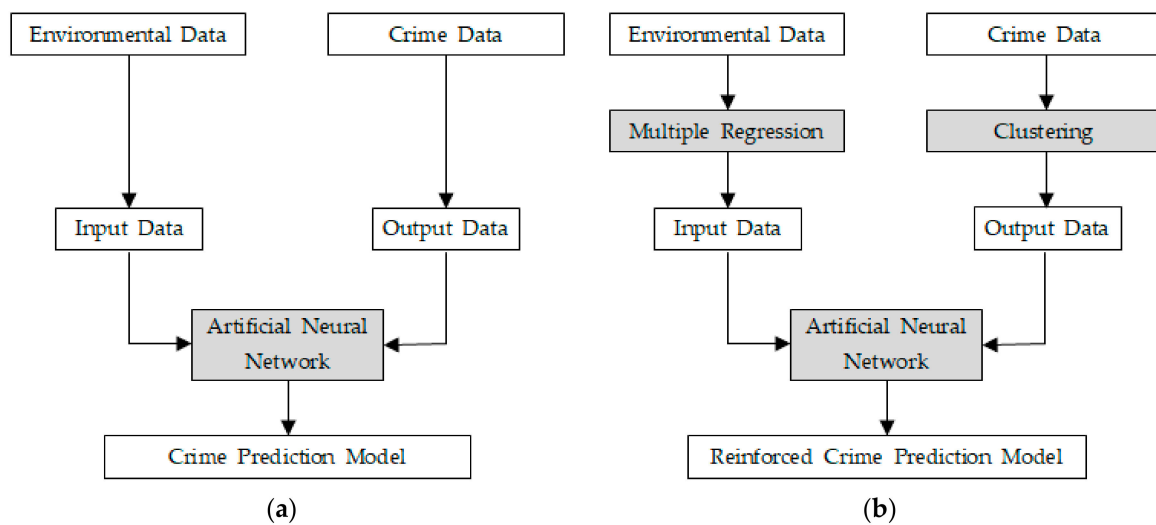 Environmental Data
Crime Data
Input Data
Output Data
Artificial Neural
Network
Crime Prediction Model
(a)
Environmental Data
Crime Data
Multiple Regression
Clustering
Input Data
Output Data
Artificial Neural
Network
Reinforced Crime Prediction Model
(b)